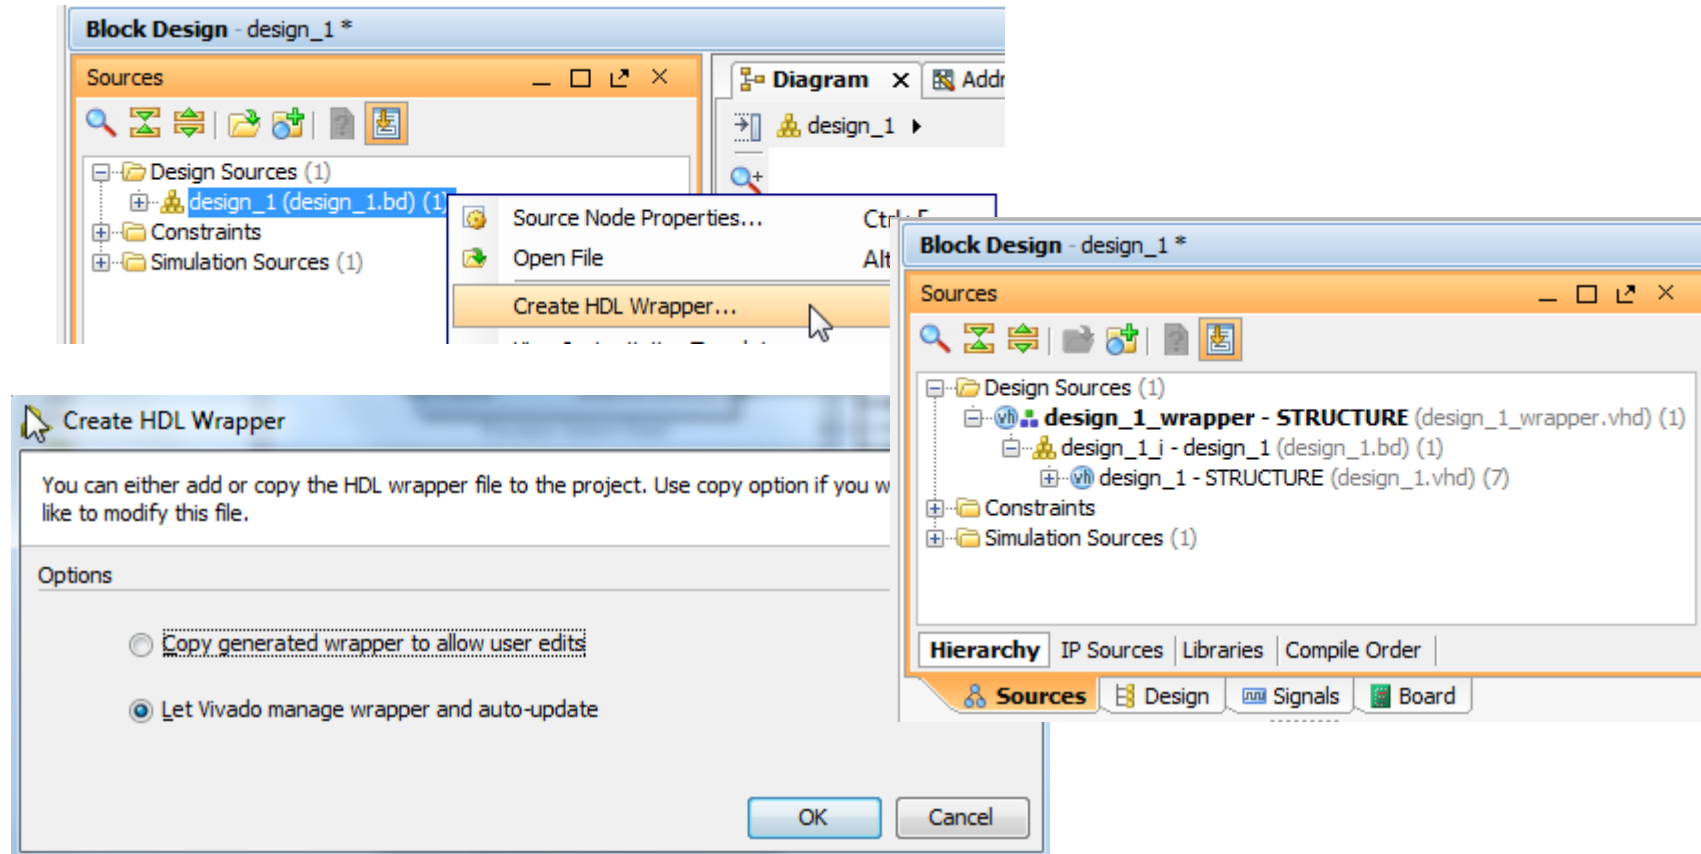 Block Design - design_1 *
Sources
Diagram
Addr
design_1
Design Sources (1)
design_1 (design_1.bd) (1)
Constraints
Simulation Sources (1)
Source Node Properties...
Open File
Alt
Create HDL Wrapper...
Block Design - design_1 *
Sources
Design Sources (1)
design_1_wrapper - STRUCTURE (design_1_wrapper.vhd) (1)
design_1_i - design_1 (design_1.bd) (1)
design_1 - STRUCTURE (design_1.vhd) (7)
Constraints
Simulation Sources (1)
Hierarchy IP Sources Libraries Compile Order
Sources Design Signals Board
Create HDL Wrapper
You can either add or copy the HDL wrapper file to the project. Use copy option if you w
like to modify this file.
Options
Copy generated wrapper to allow user edits
Let Vivado manage wrapper and auto-update
OK
Cancel